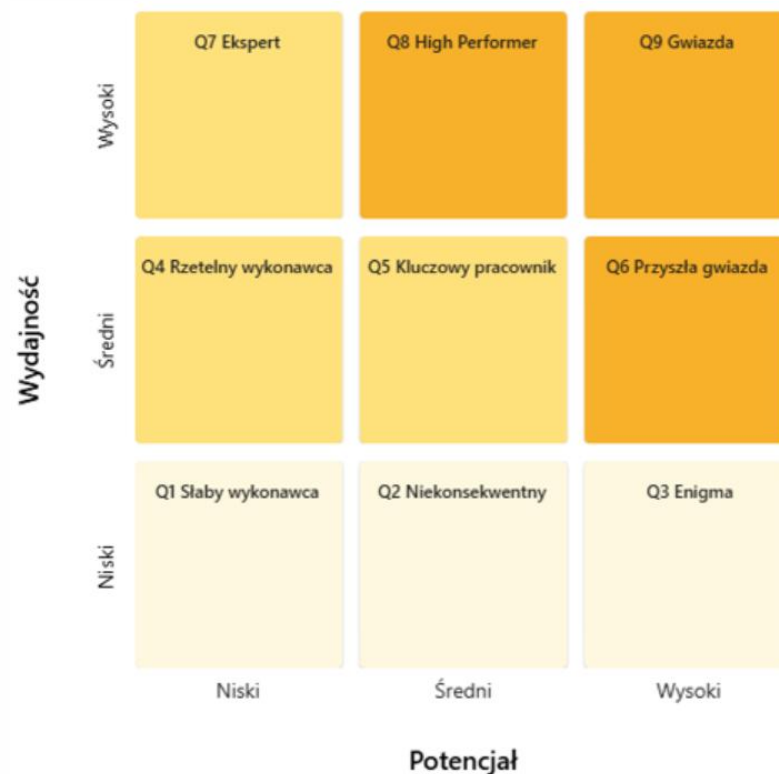 Q7 Ekspert
Q8 High Performer
Q9 Gwiazda
Wysoki
Q4 Rzetelny wykonawca
Q5 Kluczowy pracownik
Q6 Przyszła gwiazda
Średni
Wydajność
Q1 Słaby wykonawca
Q2 Niekonsekwentny
Q3 Enigma
Niski
Niski
Średni
Wysoki
Potencjał